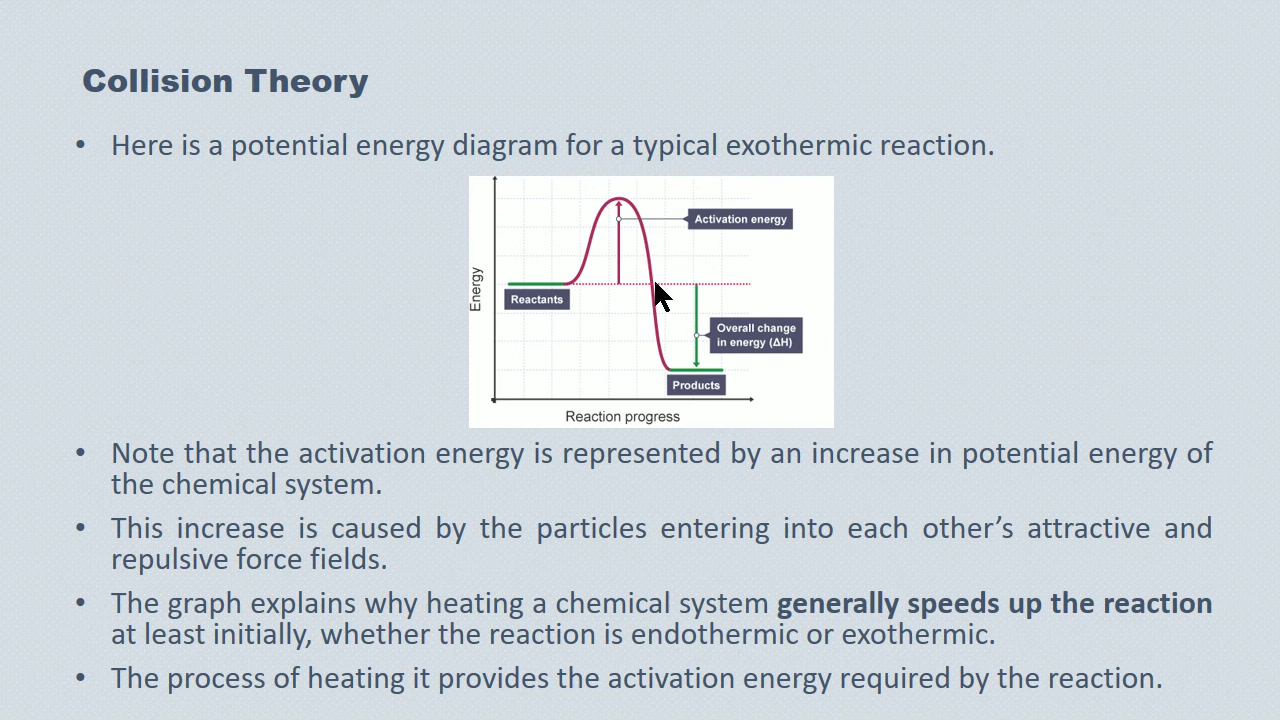 Collision Theory
• Here is a potential energy diagram for a typical exothermic reaction.
Activation energy
Energy
Reactants
Overall change
in energy (ΔH)
Products
Reaction progress
• Note that the activation energy is represented by an increase in potential energy of
the chemical system.
• This increase is caused by the particles entering into each other’s attractive and
repulsive force fields.
• The graph explains why heating a chemical system generally speeds up the reaction
at least initially, whether the reaction is endothermic or exothermic.
• The process of heating it provides the activation energy required by the reaction.